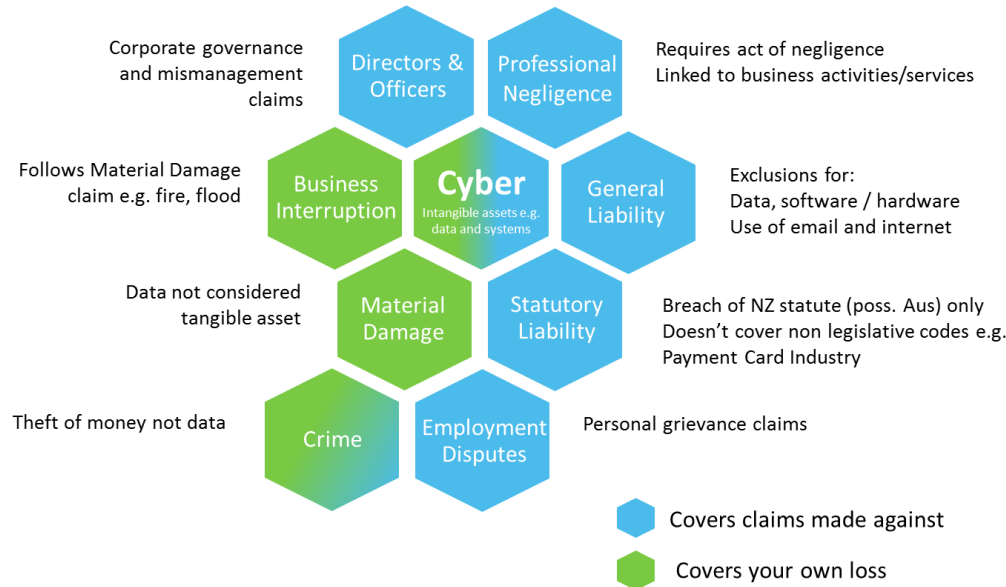 Corporate governance
and mismanagement
claims
Directors &
Officers
Professional
Negligence
Requires act of negligence
Linked to business activities/services
Follows Material Damage
claim e.g. fire, flood
Business
Interruption
Cyber
Intangible assets e.g.
data and systems
General
Liability
Exclusions for:
Data, software / hardware
Use of email and internet
Data not considered
tangible asset
Material
Damage
Statutory
Liability
Breach of NZ statute (poss. Aus) only
Doesn't cover non legislative codes e.g.
Payment Card Industry
Theft of money not data
Crime
Employment
Disputes
Personal grievance claims
Covers claims made against
Covers your own loss